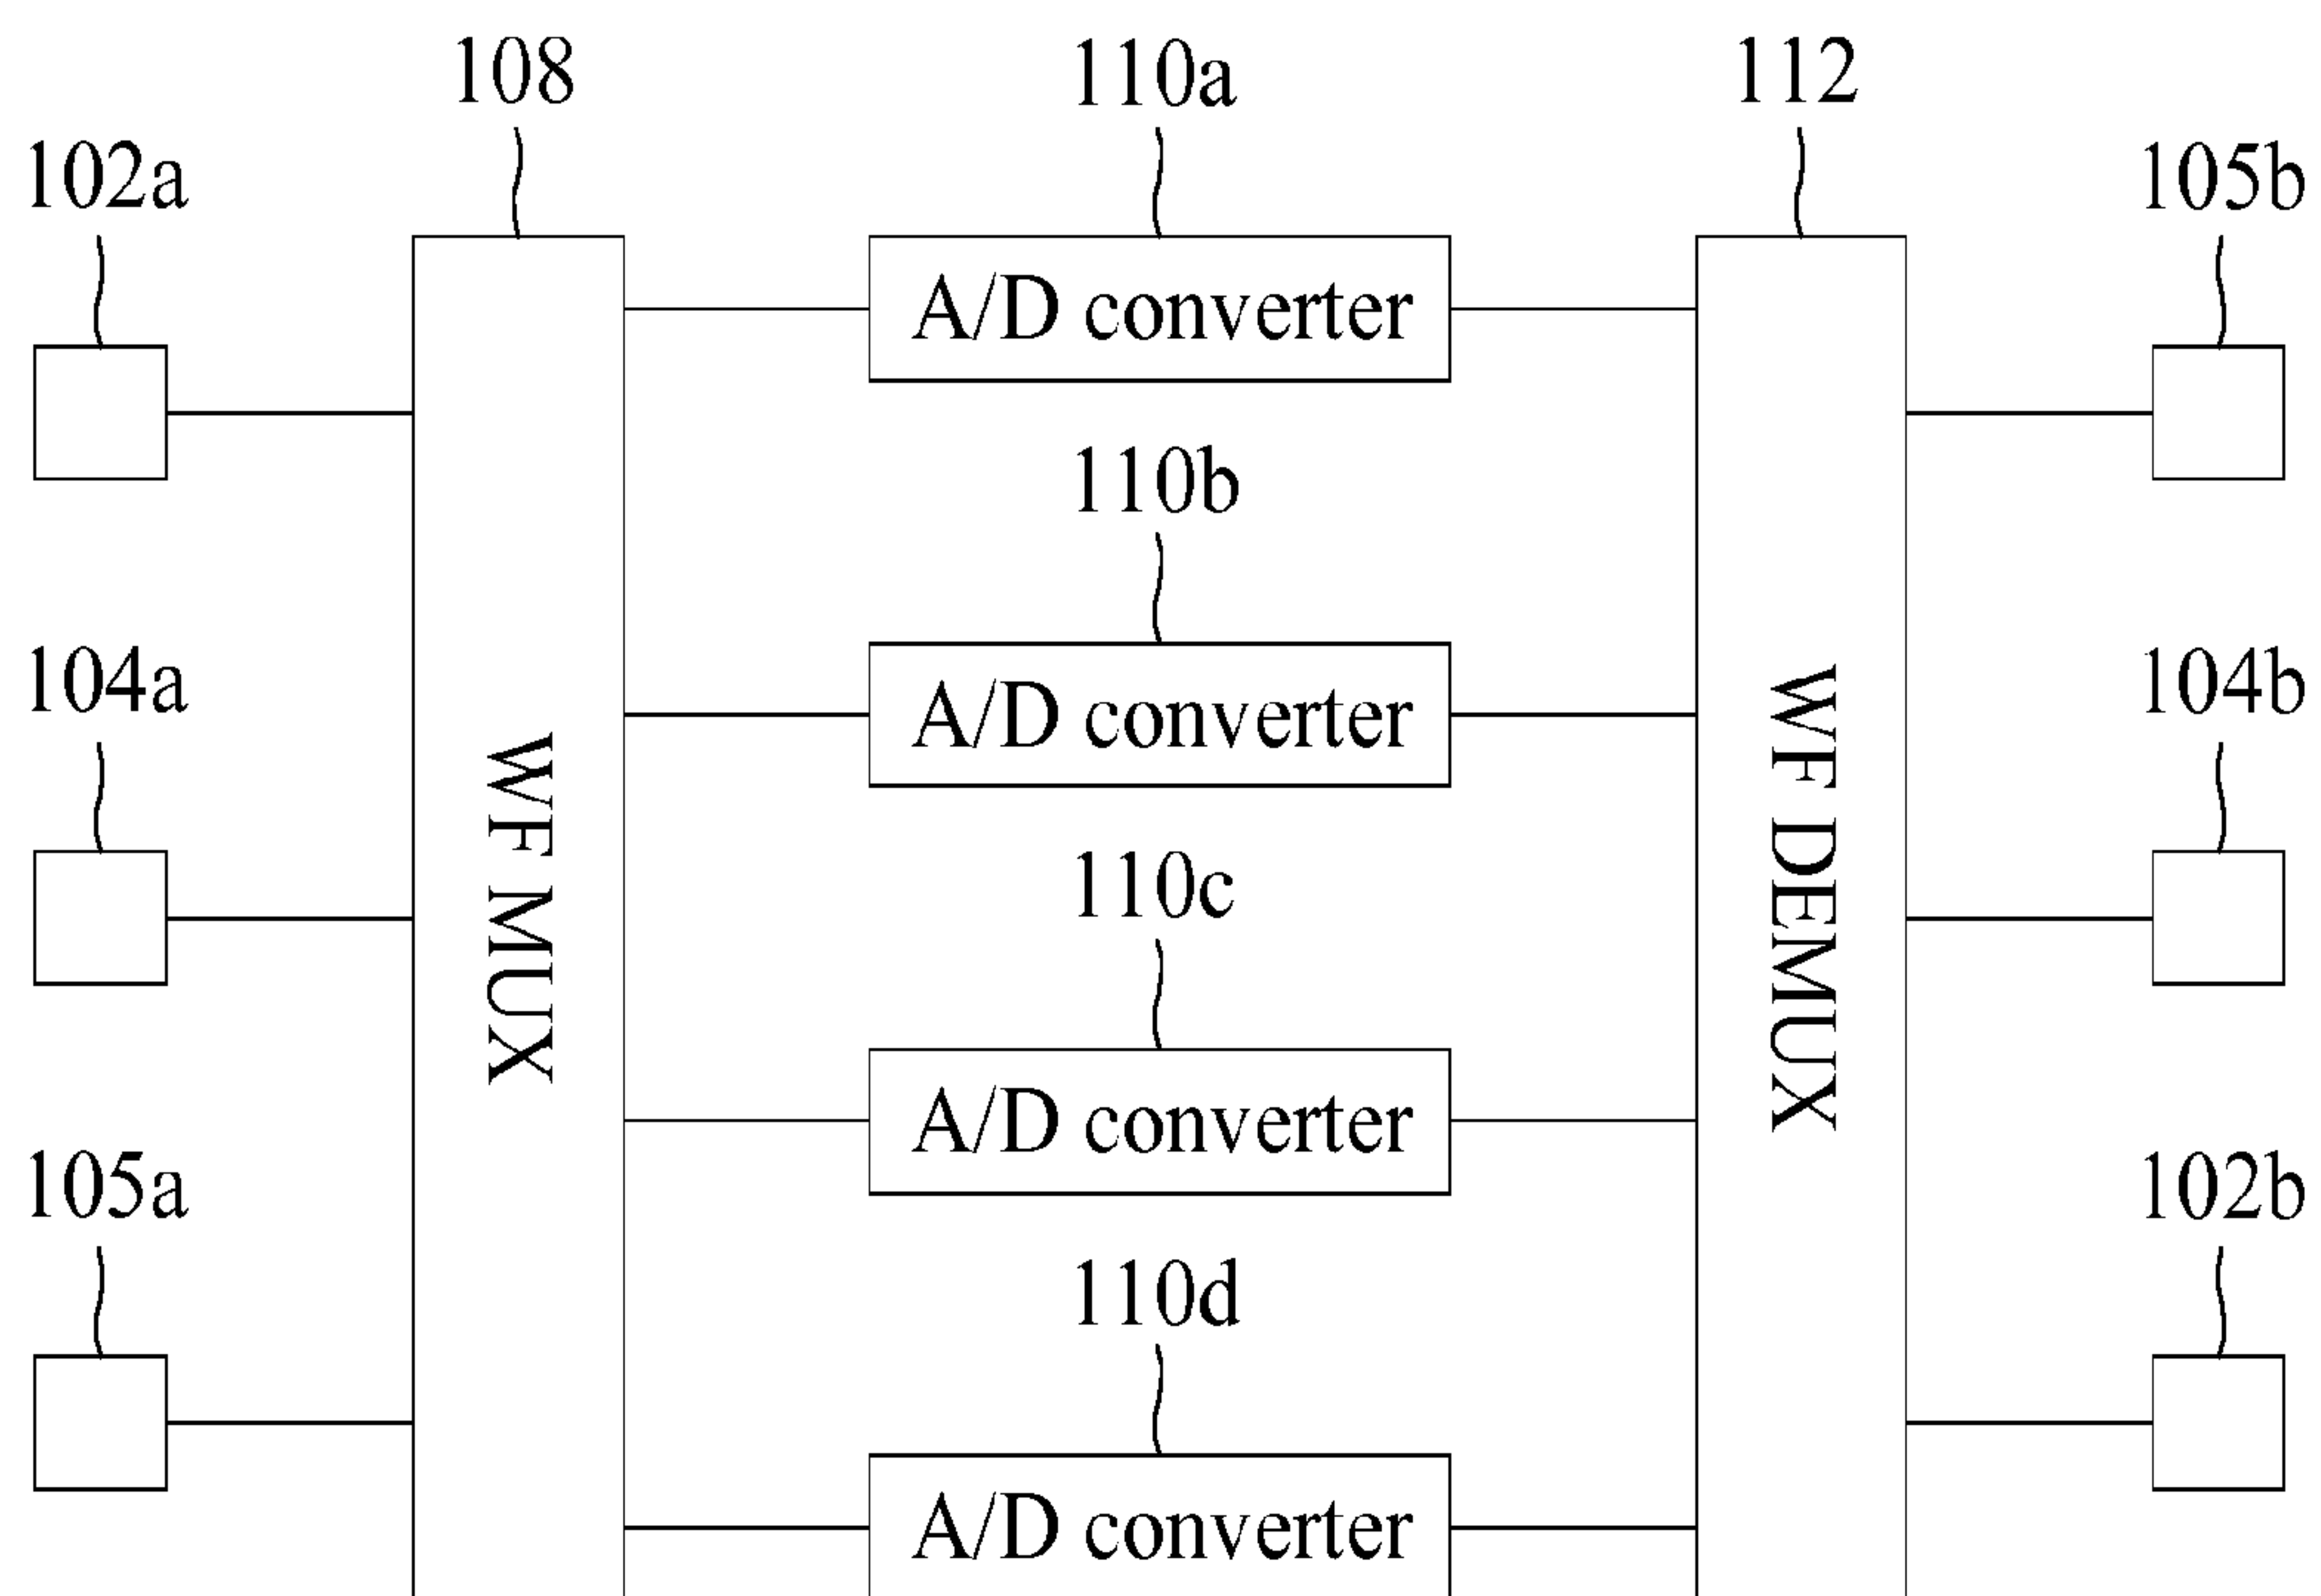 108
110a
112
102a
105b
A/D converter
110b
104a
104b
A/D converter
WF MUX
WF DEMUX
110c
A/D converter
105a
102b
110d
A/D converter